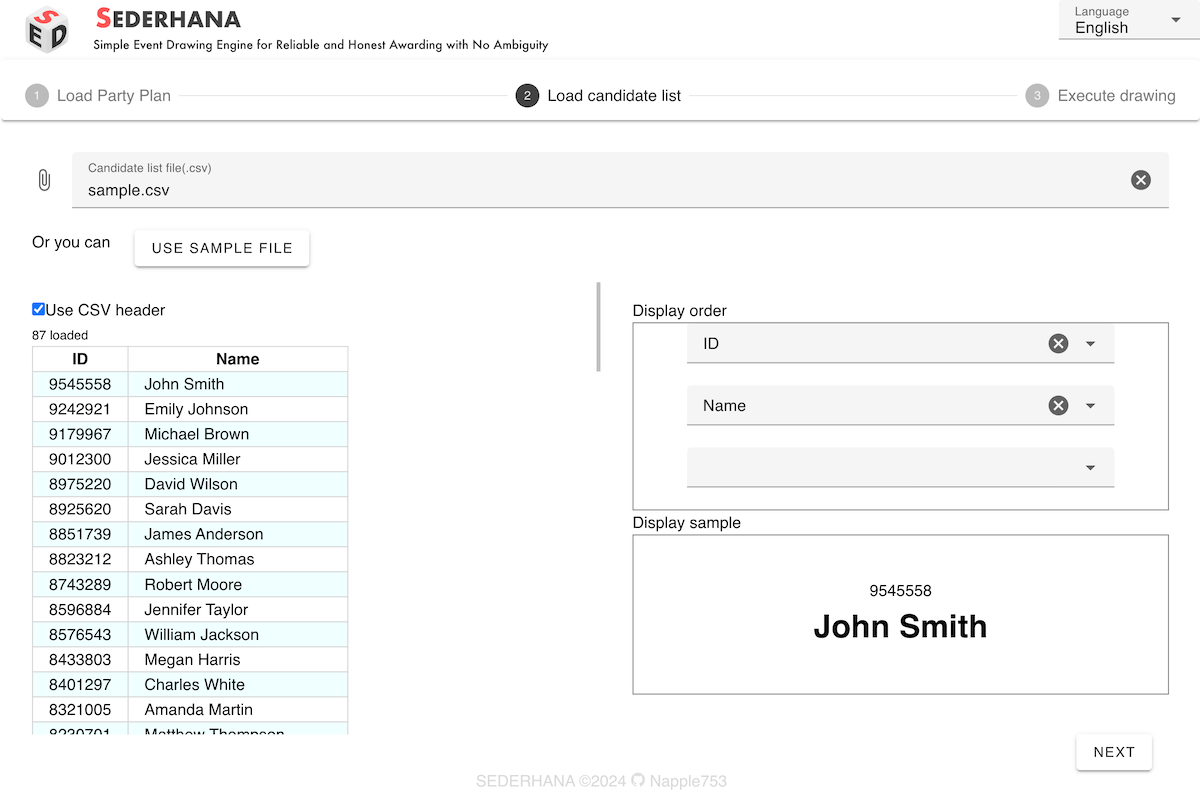 SED
SEDERHANA
Simple Event Drawing Engine for Reliable and Honest Awarding with No Ambiguity
Language
English
1 Load Party Plan
2 Load candidate list
3 Execute drawing
Candidate list file(.csv)
sample.csv
Or you can
USE SAMPLE FILE
Use CSV header
87 loaded
ID Name
9545558 John Smith
9242921 Emily Johnson
9179967 Michael Brown
9012300 Jessica Miller
8975220 David Wilson
8925620 Sarah Davis
8851739 James Anderson
8823212 Ashley Thomas
8743289 Robert Moore
8596884 Jennifer Taylor
8576543 William Jackson
8433803 Megan Harris
8401297 Charles White
8321005 Amanda Martin
8230701 Matthew Thompson
Display order
ID
Name
Display sample
9545558
John Smith
NEXT
SEDERHANA ©2024 Napple753